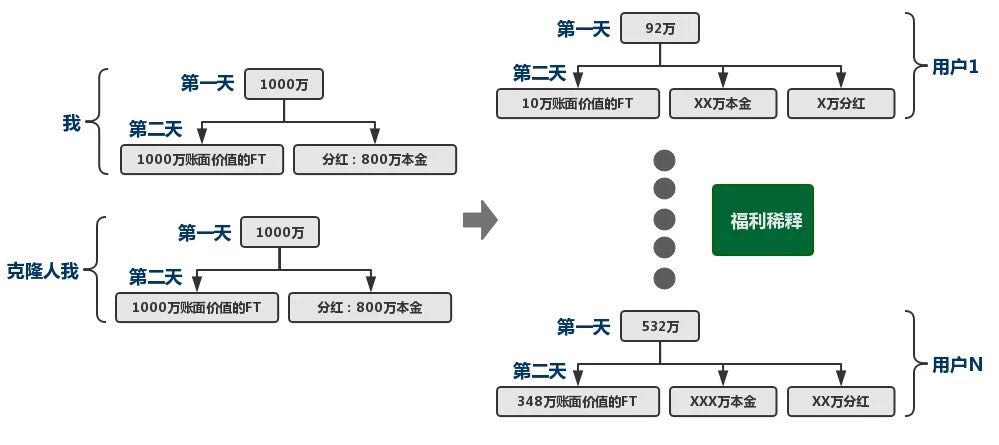 我
第一天
1000万
第二天
1000万账面价值的FT
分红：800万本金
克隆人我
第一天
1000万
第二天
1000万账面价值的FT
分红：800万本金
第一天
92万
第二天
10万账面价值的FT
XX万本金
X万分红
用户1
福利稀释
第一天
532万
第二天
348万账面价值的FT
XXX万本金
XX万分红
用户N